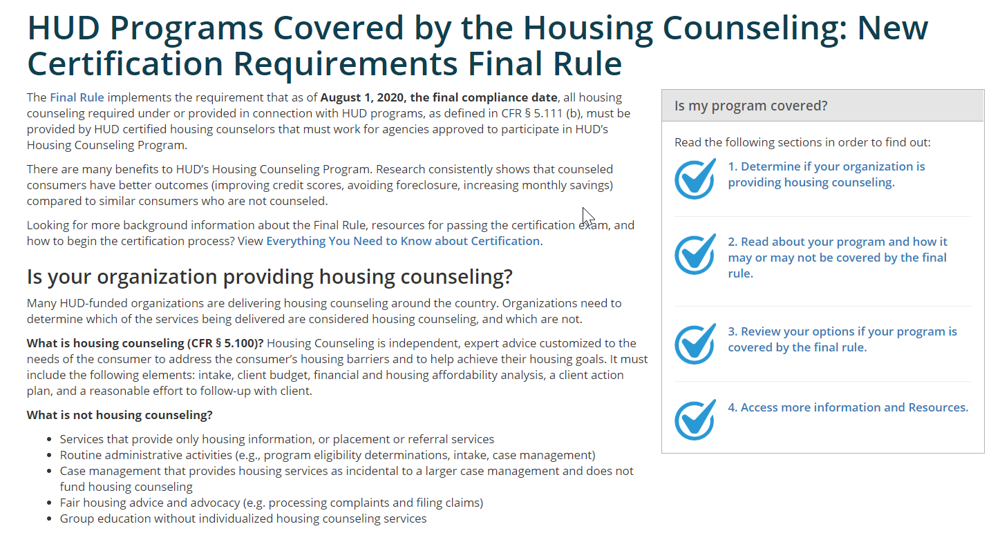 HUD Programs Covered by the Housing Counseling: New
Certification Requirements Final Rule
The Final Rule implements the requirement that as of August 1, 2020, the final compliance date, all housing
counseling required under or provided in connection with HUD programs, as defined in CFR § 5.111 (b), must be
provided by HUD certified housing counselors that must work for agencies approved to participate in HUD's
Housing Counseling Program.
There are many benefits to HUD's Housing Counseling Program. Research consistently shows that counseled
consumers have better outcomes (improving credit scores, avoiding foreclosure, increasing monthly savings)
compared to similar consumers who are not counseled.
Looking for more background information about the Final Rule, resources for passing the certification exam, and
how to begin the certification process? View Everything You Need to Know about Certification.
Is your organization providing housing counseling?
Many HUD-funded organizations are delivering housing counseling around the country. Organizations need to
determine which of the services being delivered are considered housing counseling, and which are not.
What is housing counseling (CFR § 5.100)? Housing Counseling is independent, expert advice customized to the
needs of the consumer to address the consumer's housing barriers and to help achieve their housing goals. It must
include the following elements: intake, client budget, financial and housing affordability analysis, a client action
plan, and a reasonable effort to follow-up with client.
What is not housing counseling?
• Services that provide only housing information, or placement or referral services
• Routine administrative activities (e.g., program eligibility determinations, intake, case management)
• Case management that provides housing services as incidental to a larger case management and does not
fund housing counseling
• Fair housing advice and advocacy (e.g. processing complaints and filing claims)
• Group education without individualized housing counseling services
Is my program covered?
Read the following sections in order to find out:
1. Determine if your organization is
providing housing counseling.
2. Read about your program and how it
may or may not be covered by the final
rule.
3. Review your options if your program is
covered by the final rule.
4. Access more information and Resources.